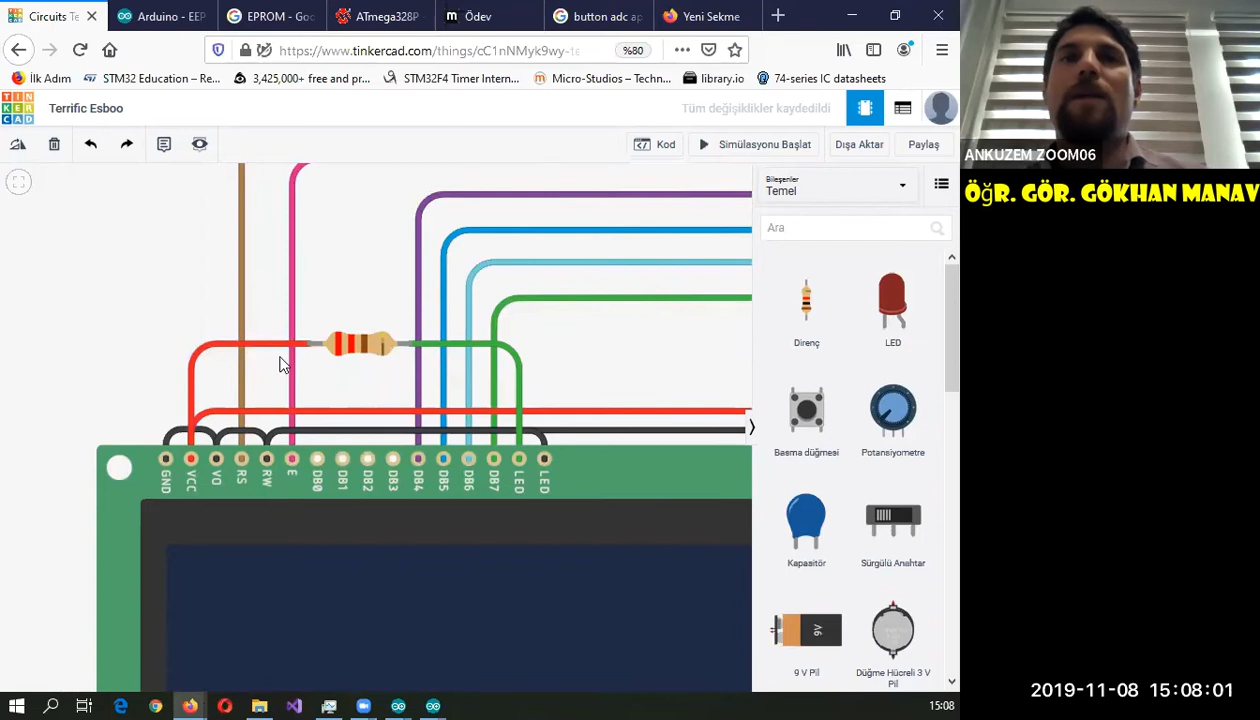 Circuits Te
Arduino - EEP
EPROM - Goo
ATmega328P
Ödev
button adc ap
Yeni Sekme
https://www.tinkercad.com/things/cC1nNMyk9wy-te
%80
İlk Adım
STM32 Education – Re...
3,425,000+ free and pr...
STM32F4 Timer Intern...
Micro-Studios – Techn...
library.io
74-series IC datasheets
TIN
KER
CAD
Terrific Esboo
Tüm değişiklikler kaydedildi
Kod
Simülasyonu Başlat
Dışa Aktar
Paylaş
Bileşenler
Temel
Ara
Direnç
LED
Basma düğmesi
Potansiyometre
Kapasitör
Sürgülü Anahtar
9V
9 V Pil
Düğme Hücreli 3 V
Pil
GND
VCC
VO
RS
RW
E
DB0
DB1
DB2
DB3
DB4
DB5
DB6
DB7
LED
LED
ANKUZEM ZOOM06
ÖğR. GÖR. GÖKHAN MANAV
2019-11-08 15:08:01
15:08